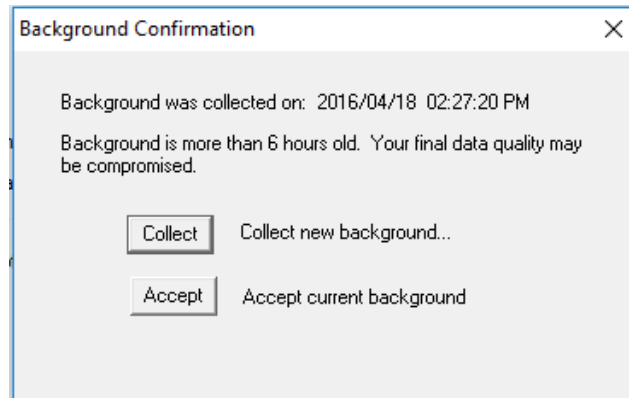 Background Confirmation
Background was collected on: 2016/04/18 02:27:20 PM
Background is more than 6 hours old. Your final data quality may
be compromised.
Collect Collect new background...
Accept Accept current background